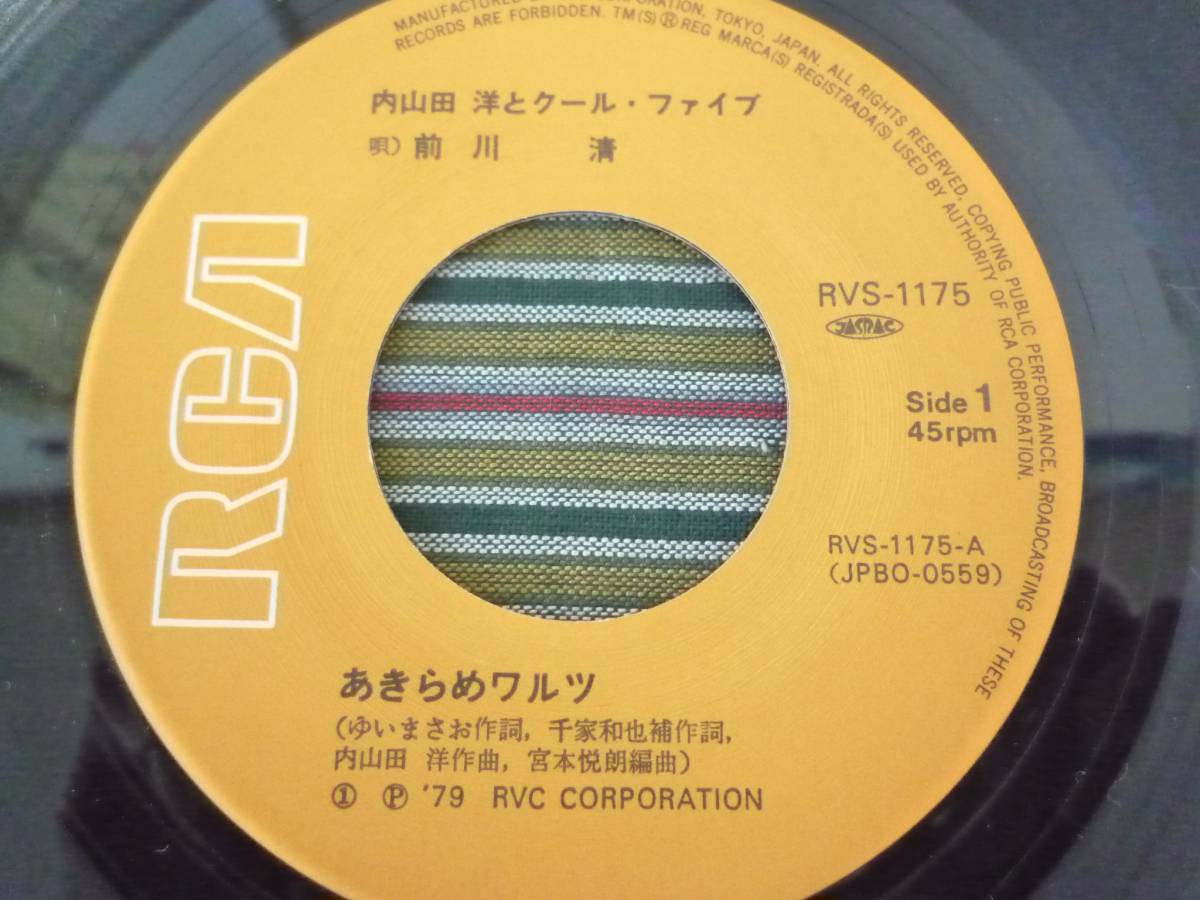 MANUFACTURED CORPORATION, TOKYO, JAPAN. ALL RIGHTS RESERVED, COPYING PUBLIC PERFORMANCE, BROADCASTING OF THESE
RECORDS ARE FORBIDDEN. TM(S) ® REG MARCA(S) REGISTRADA(S) USED BY AUTHORITY OF RCA CORPORATION.
内山田 洋とクール・ファイブ
唄) 前川 清
RCA
RVS-1175
JASRAC
Side 1
45rpm
RVS-1175-A
(JPBO-0559)
あきらめワルツ
(ゆいまさお作詞, 千家和也補作詞,
内山田 洋作曲, 宮本悦朗編曲)
① Ⓟ '79 RVC CORPORATION